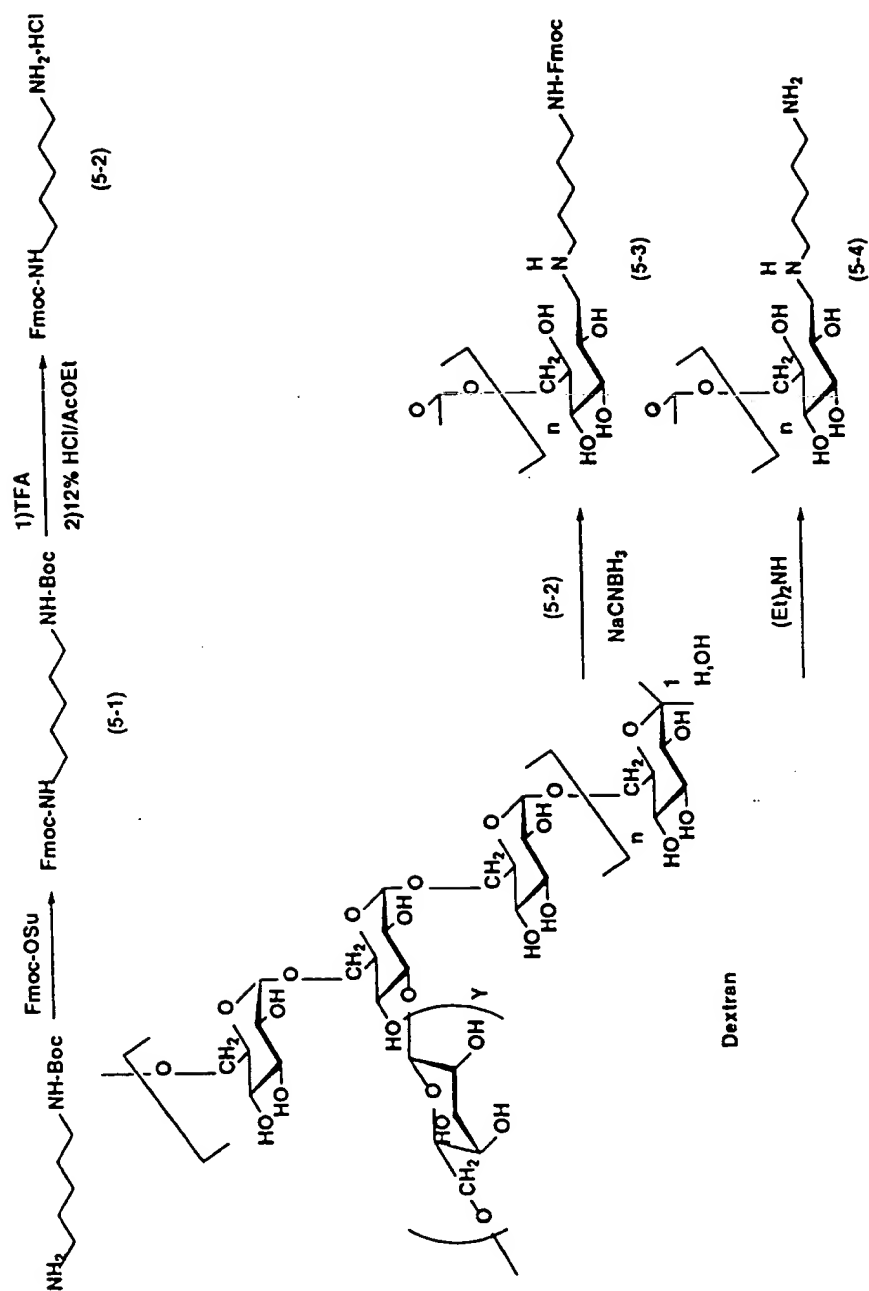 NH₂ NH-Boc
Fmoc-OSu
Fmoc-NH NH-Boc
(5-1)
1)TFA
2)12% HCl/AcOEt
Fmoc-NH NH₂·HCl
(5-2)
O
CH₂ O
HO HO OH
O
CH₂ O
HO O OH
Y
O HO OH
CH₂ OH
O
O
CH₂ O
HO HO OH
n
O
CH₂ O
HO HO OH
1
H,OH
Dextran
(5-2)
NaCNBH₃
O
O
n
CH₂ OH H
HO HO OH N NH-Fmoc
(5-3)
(Et)₂NH
O
O
n
CH₂ OH H
HO HO OH N NH₂
(5-4)